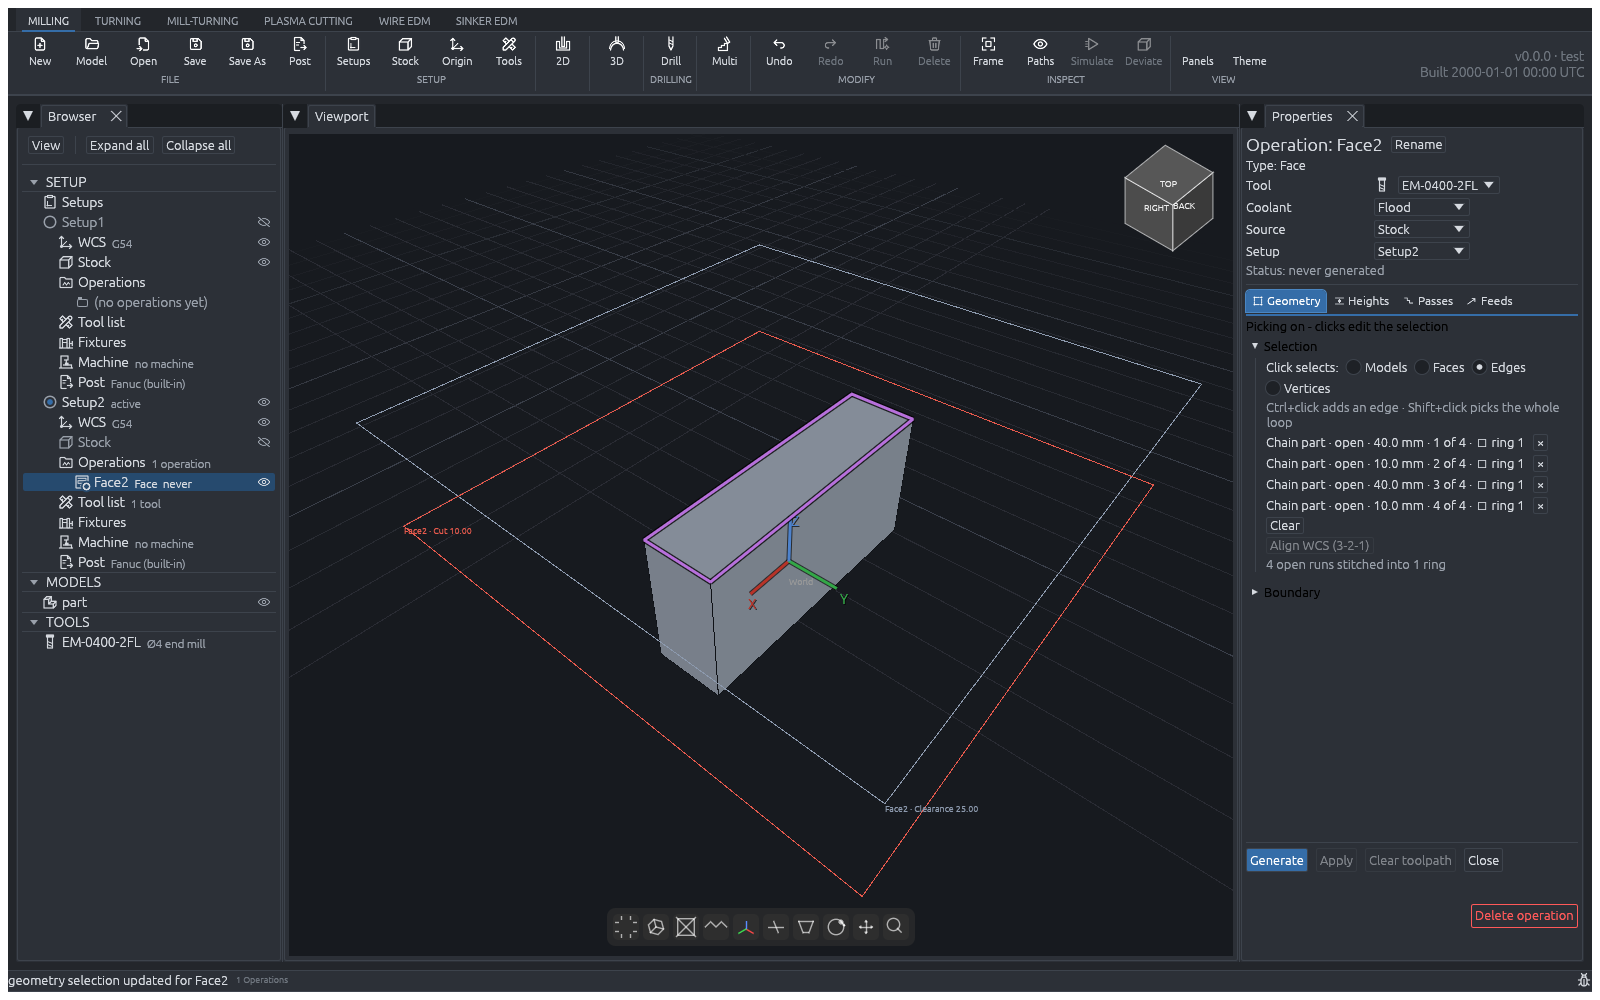 MILLING TURNING MILL-TURNING PLASMA CUTTING WIRE EDM SINKER EDM
New Model Open Save Save As Post Setups Stock Origin Tools 2D 3D Drill Multi Undo Redo Run Delete Frame Paths Simulate Deviate Panels Theme
FILE SETUP DRILLING MODIFY INSPECT VIEW
v0.0.0 · test
Built 2000-01-01 00:00 UTC
Browser
View Expand all Collapse all
SETUP
Setups
Setup1
WCS G54
Stock
Operations
(no operations yet)
Tool list
Fixtures
Machine no machine
Post Fanuc (built-in)
Setup2 active
WCS G54
Stock
Operations 1 operation
Face2 Face never
Tool list 1 tool
Fixtures
Machine no machine
Post Fanuc (built-in)
MODELS
part
TOOLS
EM-0400-2FL Ø4 end mill
Viewport
TOP
RIGHT BACK
Face2 · Cut 10.00
Z
World
X
Y
Face2 · Clearance 25.00
Properties
Operation: Face2 Rename
Type: Face
Tool EM-0400-2FL
Coolant Flood
Source Stock
Setup Setup2
Status: never generated
Geometry Heights Passes Feeds
Picking on - clicks edit the selection
Selection
Click selects: Models Faces Edges
Vertices
Ctrl+click adds an edge · Shift+click picks the whole
loop
Chain part · open · 40.0 mm · 1 of 4 · ring 1
Chain part · open · 10.0 mm · 2 of 4 · ring 1
Chain part · open · 40.0 mm · 3 of 4 · ring 1
Chain part · open · 10.0 mm · 4 of 4 · ring 1
Clear
Align WCS (3-2-1)
4 open runs stitched into 1 ring
Boundary
Generate Apply Clear toolpath Close
Delete operation
geometry selection updated for Face2 1 Operations